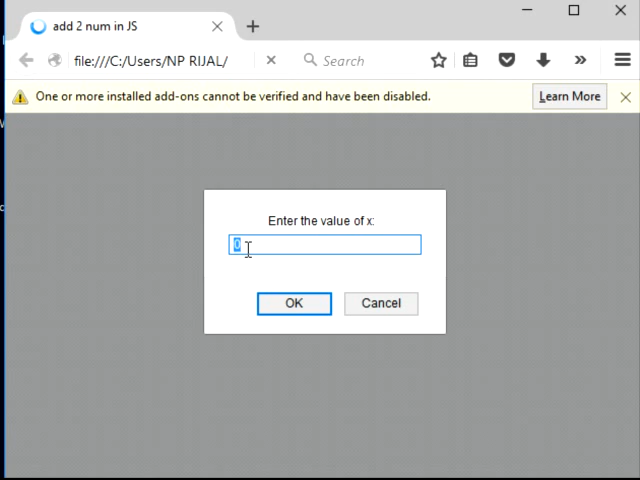 add 2 num in JS
file:///C:/Users/NP RIJAL/
Search
One or more installed add-ons cannot be verified and have been disabled.
Learn More
Enter the value of x:
0
OK
Cancel